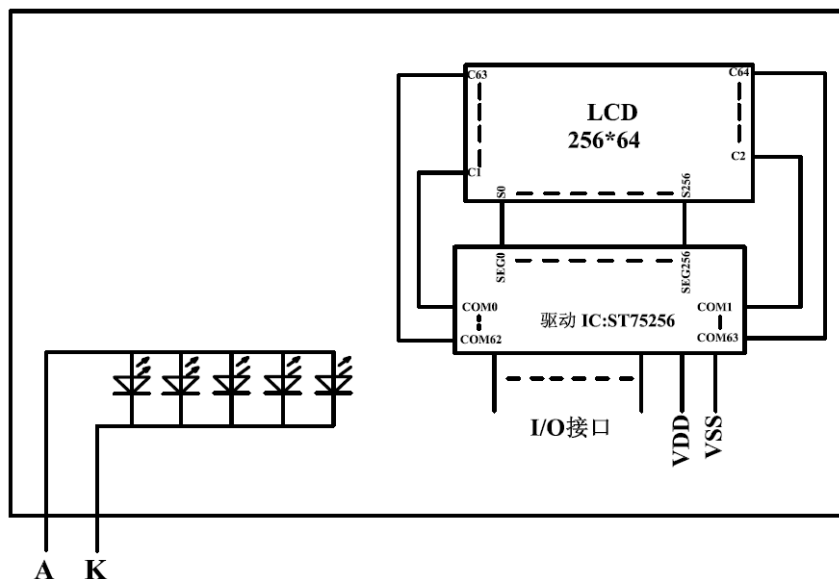 C63
C64
LCD
256*64
C1
C2
S0
S256
SEG0
SEG256
COM0
COM1
驱动 IC:ST75256
COM62
COM63
I/O接口
VDD
VSS
A
K